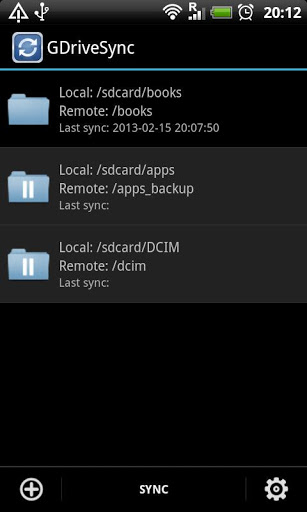 R 20:12
GDriveSync
Local: /sdcard/books
Remote: /books
Last sync: 2013-02-15 20:07:50
Local: /sdcard/apps
Remote: /apps_backup
Last sync:
Local: /sdcard/DCIM
Remote: /dcim
Last sync:
SYNC